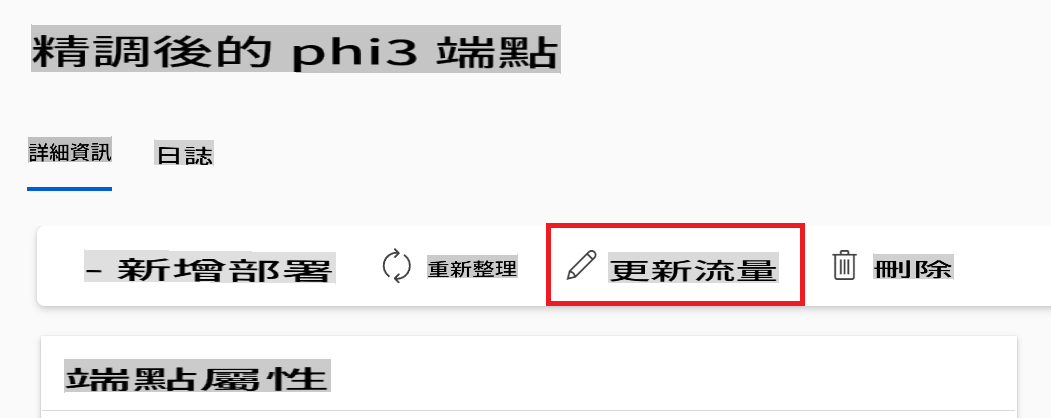 精調後的 phi3 端點
詳細資訊 日誌
- 新增部署 重新整理 更新流量 刪除
端點屬性